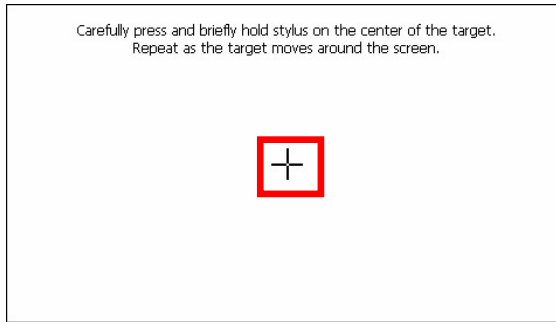 Carefully press and briefly hold stylus on the center of the target.
Repeat as the target moves around the screen.